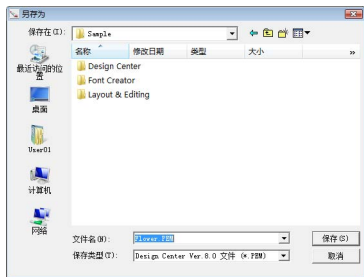 另存为
保存在(I): Sample
名称 修改日期 类型 大小 »
Design Center
Font Creator
Layout & Editing
最近访问的位置
桌面
User01
计算机
网络
文件名(N): Flower.PEM 保存(S)
保存类型(T): Design Center Ver.8.0 文件 (*.PEM) 取消